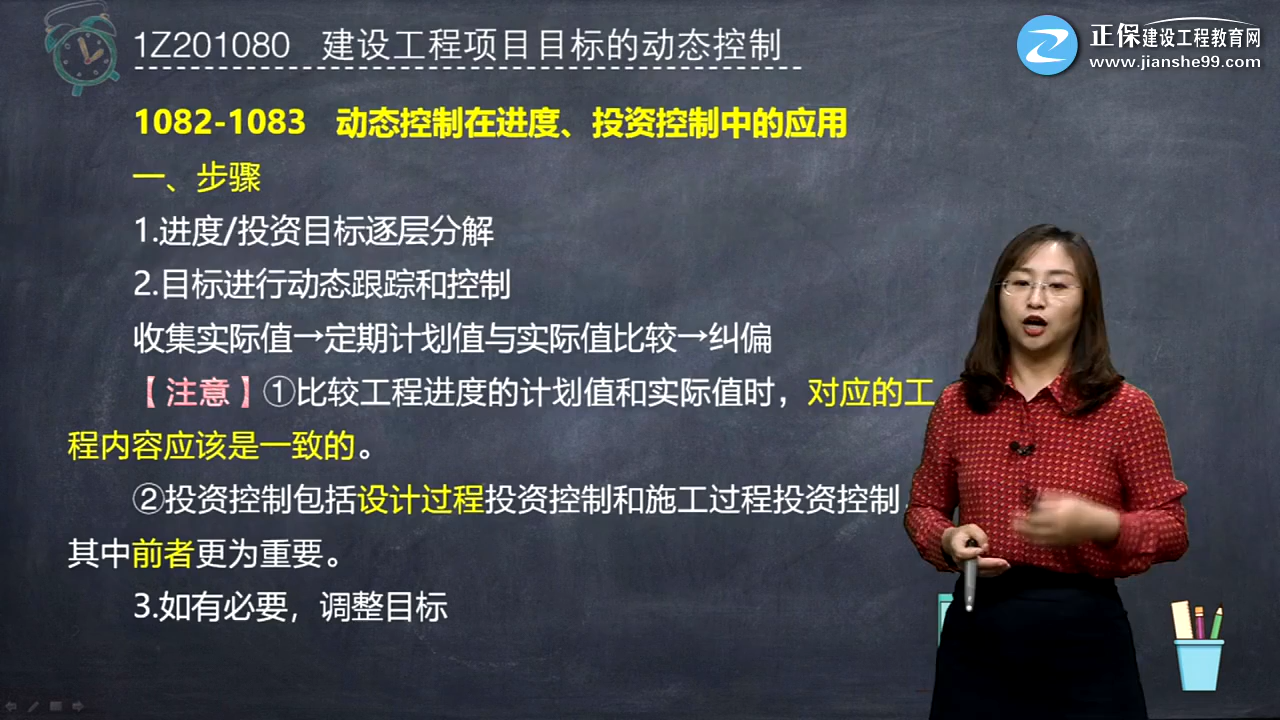 1Z201080 建设工程项目目标的动态控制
正保建设工程教育网
www.jianshe99.com
1082-1083 动态控制在进度、投资控制中的应用
一、步骤
1.进度/投资目标逐层分解
2.目标进行动态跟踪和控制
收集实际值→定期计划值与实际值比较→纠偏
【注意】①比较工程进度的计划值和实际值时，对应的工
程内容应该是一致的。
②投资控制包括设计过程投资控制和施工过程投资控制，
其中前者更为重要。
3.如有必要，调整目标